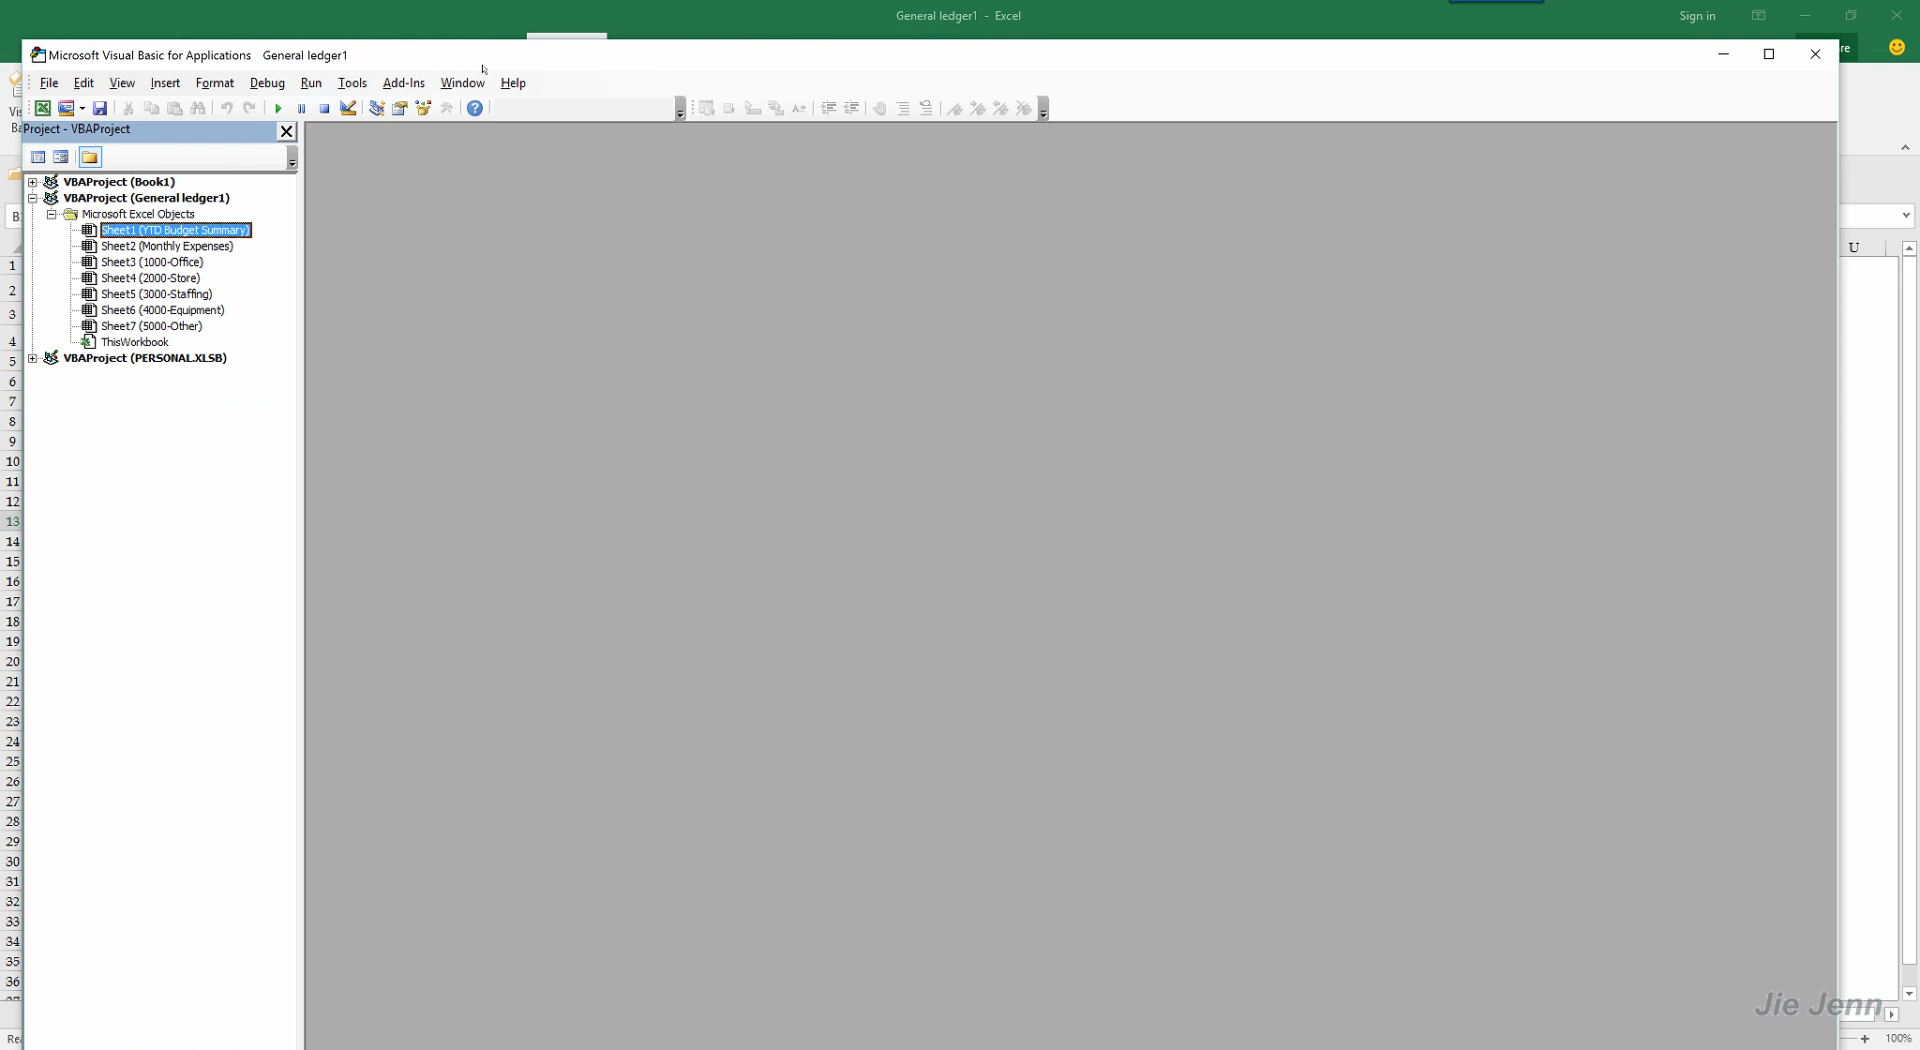 General ledger1 - Excel
Sign in
Microsoft Visual Basic for Applications General ledger1
File Edit View Insert Format Debug Run Tools Add-Ins Window Help
Project - VBAProject
VBAProject (Book1)
VBAProject (General ledger1)
Microsoft Excel Objects
Sheet1 (YTD Budget Summary)
Sheet2 (Monthly Expenses)
Sheet3 (1000-Office)
Sheet4 (2000-Store)
Sheet5 (3000-Staffing)
Sheet6 (4000-Equipment)
Sheet7 (5000-Other)
ThisWorkbook
VBAProject (PERSONAL.XLSB)
U
1
2
3
4
5
6
7
8
9
10
11
12
13
14
15
16
17
18
19
20
21
22
23
24
25
26
27
28
29
30
31
32
33
34
35
36
Jie Jenn
100%